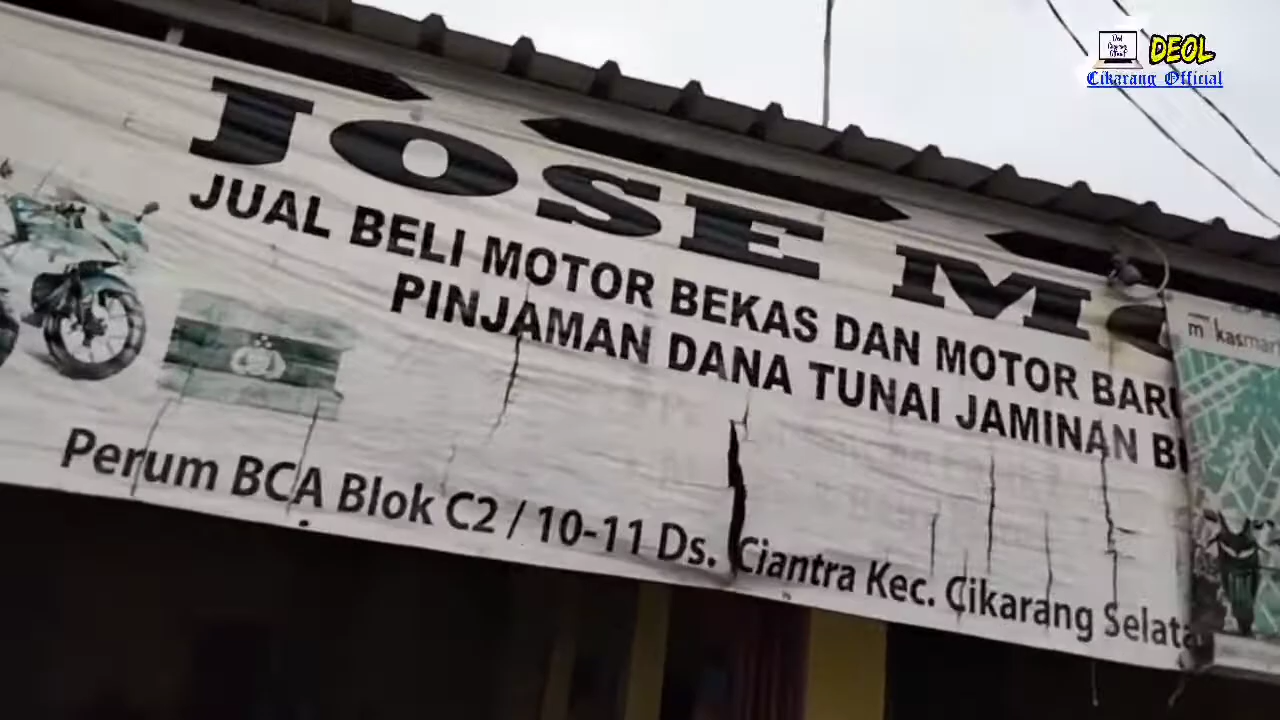 DEOL
Cikarang Official
JOSE M
JUAL BELI MOTOR BEKAS DAN MOTOR BARU
PINJAMAN DANA TUNAI JAMINAN B
Perum BCA Blok C2 / 10-11 Ds. Ciantra Kec. Cikarang Selata